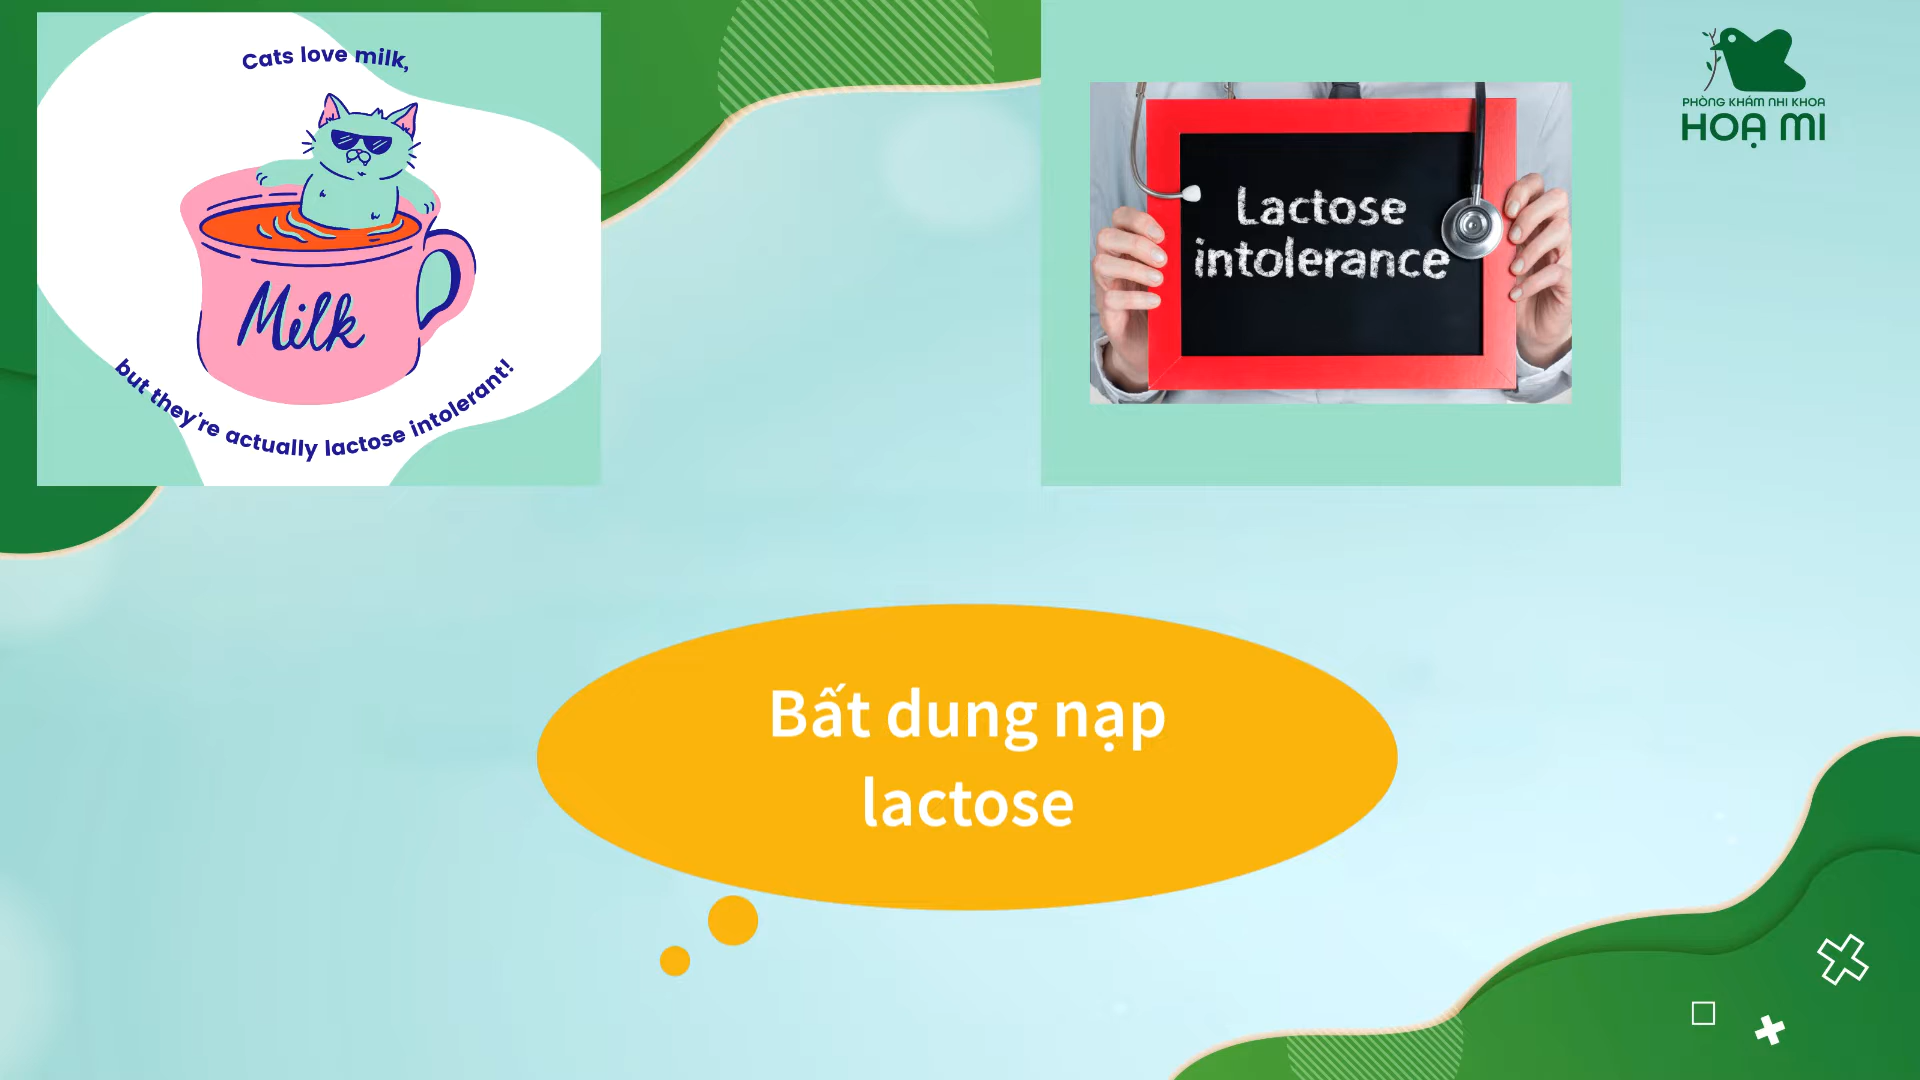 Cats love milk,
Milk
but they're actually lactose intolerant!
Lactose
intolerance
PHÒNG KHÁM NHI KHOA
HOẠ MI
Bất dung nạp
lactose